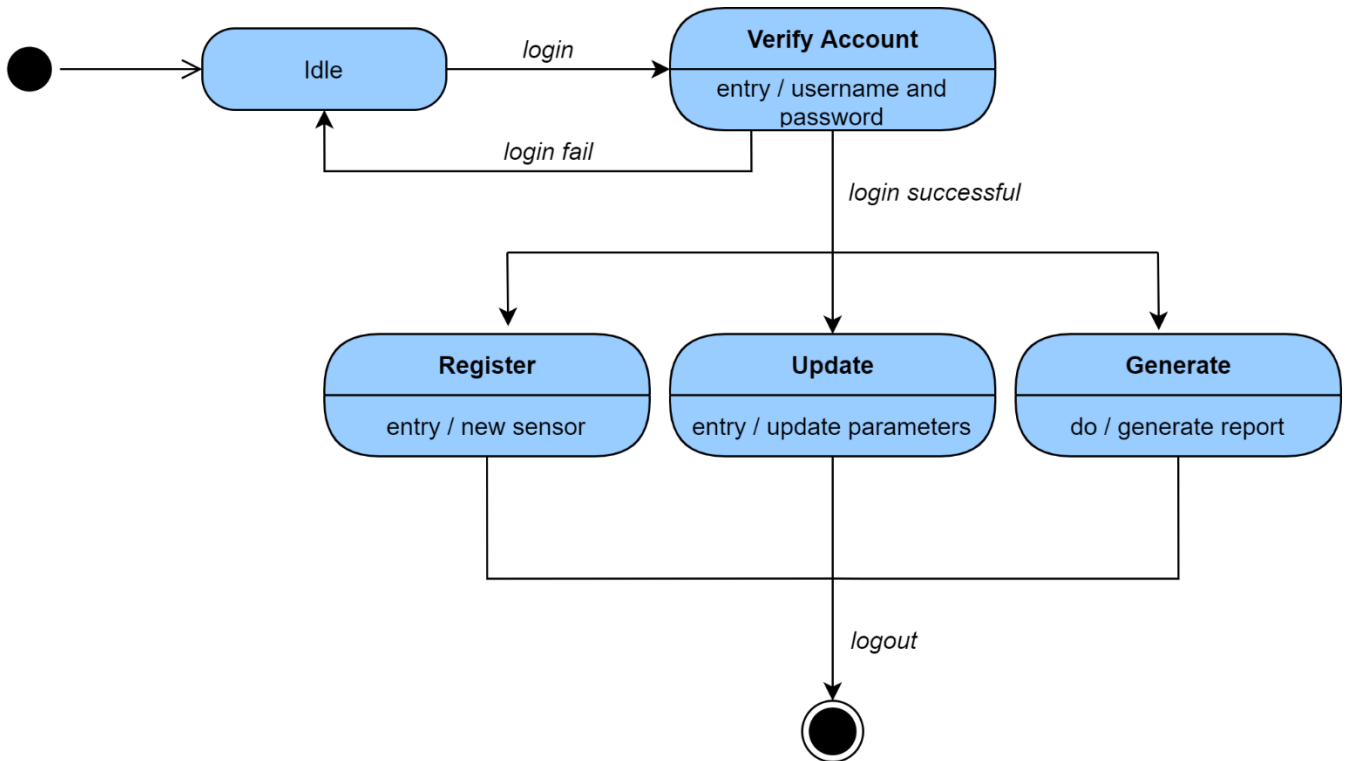 Idle
login
Verify Account
entry / username and
password
login fail
login successful
Register
entry / new sensor
Update
entry / update parameters
Generate
do / generate report
logout